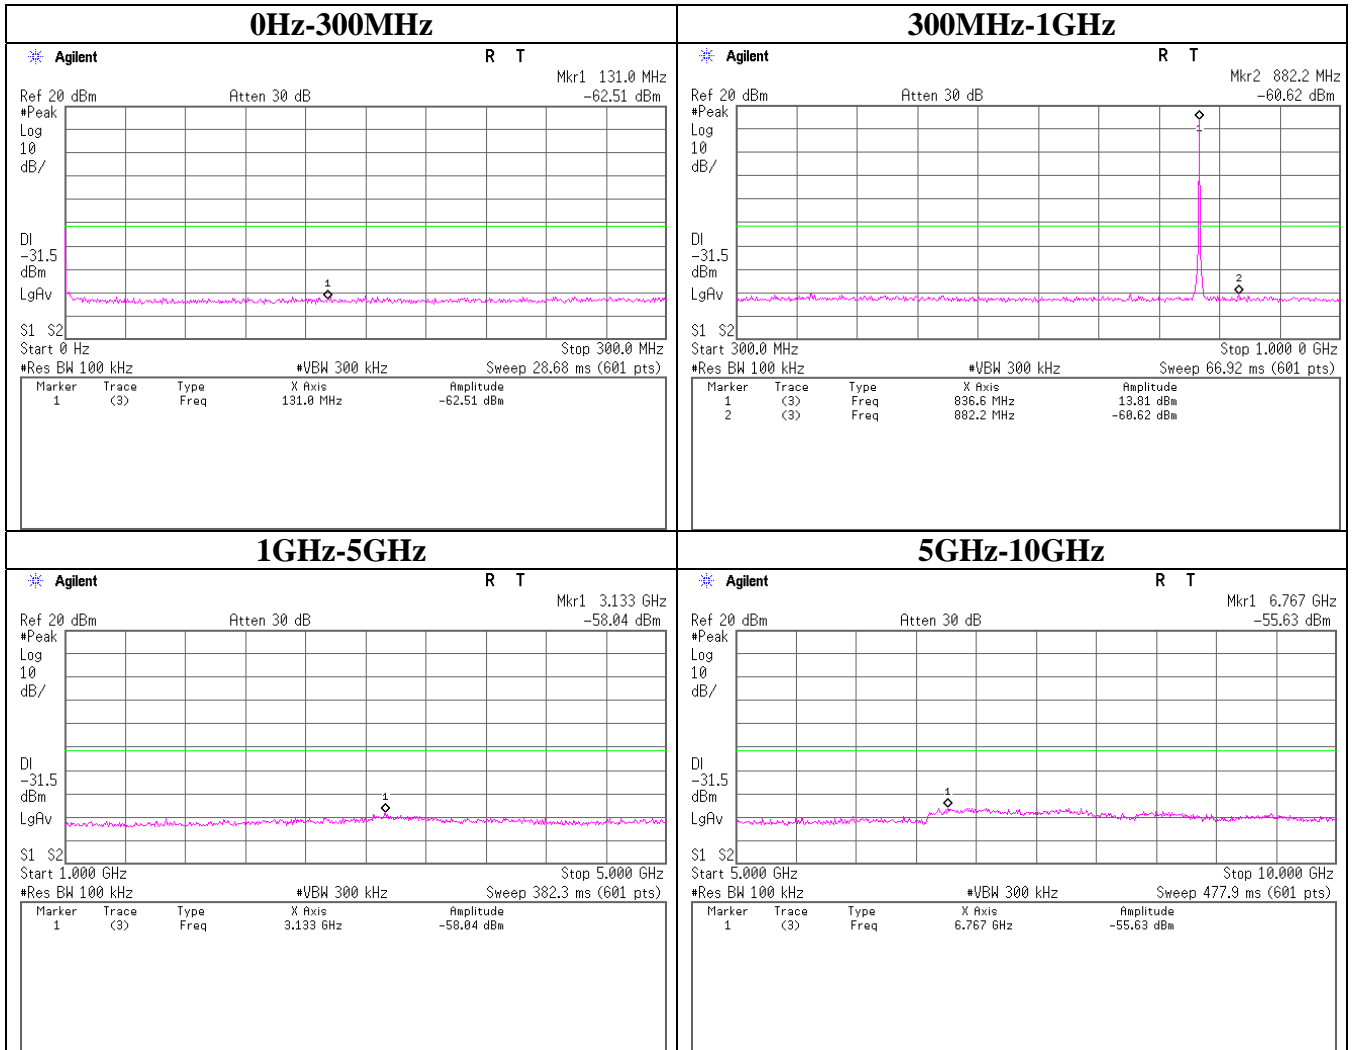 0Hz-300MHz
Agilent
R T
Mkr1 131.0 MHz
Ref 20 dBm Atten 30 dB -62.51 dBm
#Peak
Log
10
dB/
1
DI
-31.5
dBm
LgAv
S1 S2
Start 0 Hz Stop 300.0 MHz
#Res BW 100 kHz #VBW 300 kHz Sweep 28.68 ms (601 pts)
Marker Trace Type X Axis Amplitude
1 (3) Freq 131.0 MHz -62.51 dBm
300MHz-1GHz
Agilent
R T
Mkr2 882.2 MHz
Ref 20 dBm Atten 30 dB -60.62 dBm
#Peak
Log
10
dB/
1
DI
-31.5
dBm
2
LgAv
S1 S2
Start 300.0 MHz Stop 1.000 0 GHz
#Res BW 100 kHz #VBW 300 kHz Sweep 66.92 ms (601 pts)
Marker Trace Type X Axis Amplitude
1 (3) Freq 836.6 MHz 13.81 dBm
2 (3) Freq 882.2 MHz -60.62 dBm
1GHz-5GHz
Agilent
R T
Mkr1 3.133 GHz
Ref 20 dBm Atten 30 dB -58.04 dBm
#Peak
Log
10
dB/
DI
-31.5
dBm
1
LgAv
S1 S2
Start 1.000 GHz Stop 5.000 GHz
#Res BW 100 kHz #VBW 300 kHz Sweep 382.3 ms (601 pts)
Marker Trace Type X Axis Amplitude
1 (3) Freq 3.133 GHz -58.04 dBm
5GHz-10GHz
Agilent
R T
Mkr1 6.767 GHz
Ref 20 dBm Atten 30 dB -55.63 dBm
#Peak
Log
10
dB/
DI
-31.5
dBm
1
LgAv
S1 S2
Start 5.000 GHz Stop 10.000 GHz
#Res BW 100 kHz #VBW 300 kHz Sweep 477.9 ms (601 pts)
Marker Trace Type X Axis Amplitude
1 (3) Freq 6.767 GHz -55.63 dBm